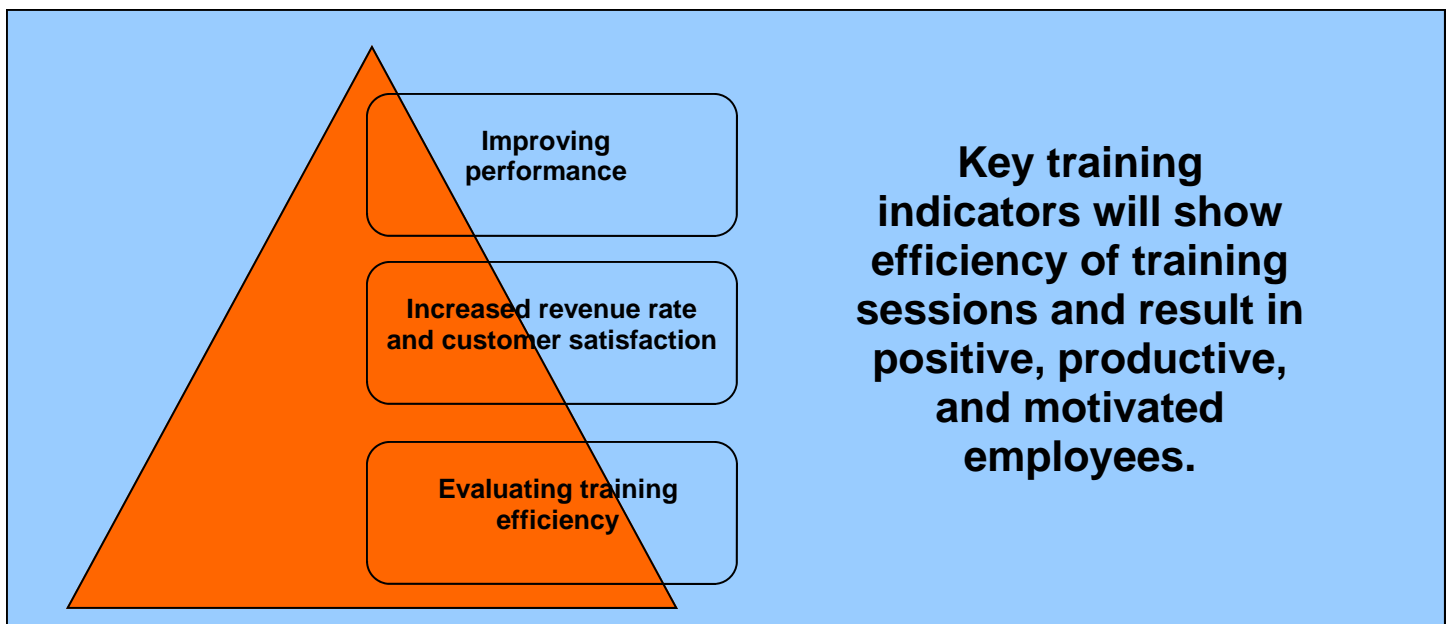 Improving
performance
Increased revenue rate
and customer satisfaction
Evaluating training
efficiency
Key training
indicators will show
efficiency of training
sessions and result in
positive, productive,
and motivated
employees.